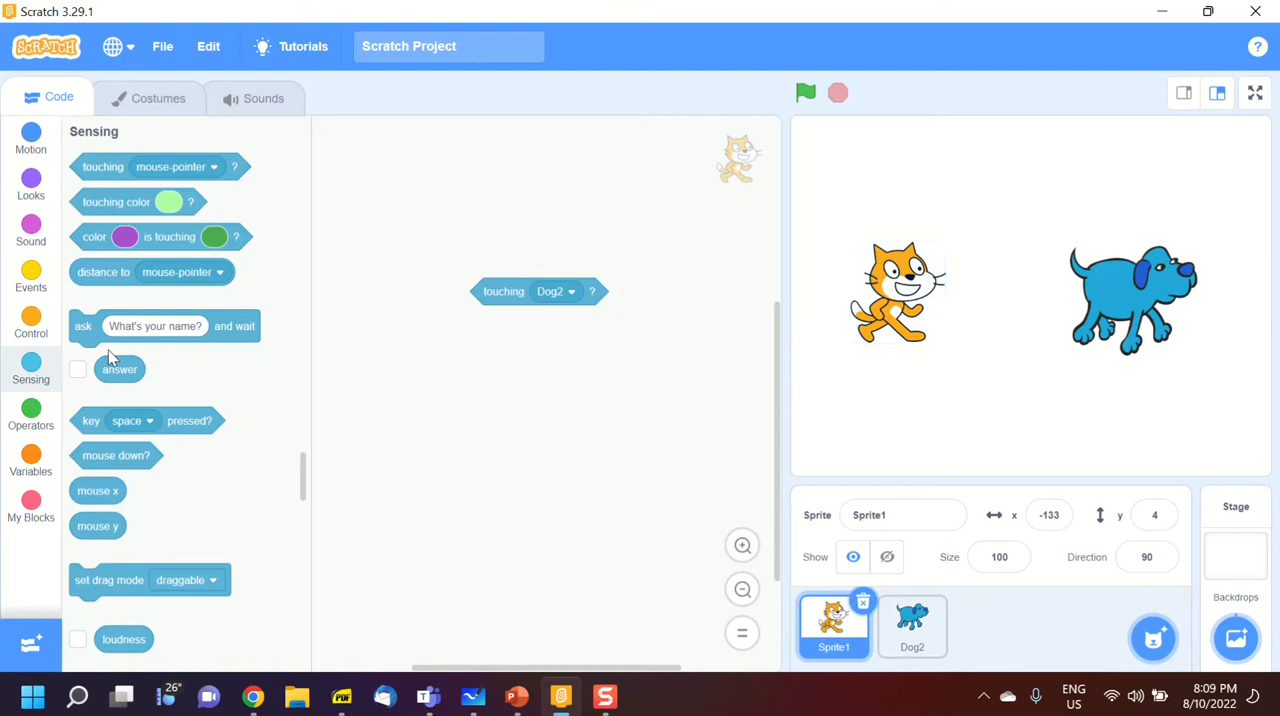 Scratch 3.29.1
SCRATCH File Edit Tutorials Scratch Project ?
Code Costumes Sounds
Motion
Looks
Sound
Events
Control
Sensing
Operators
Variables
My Blocks
Sensing
touching mouse-pointer ?
touching color ?
color is touching ?
distance to mouse-pointer
ask What's your name? and wait
answer
key space pressed?
mouse down?
mouse x
mouse y
set drag mode draggable
loudness
touching Dog2 ?
Sprite Sprite1 x -133 y 4
Show Size 100 Direction 90
Sprite1
Dog2
Stage
Backdrops
26°
PDF
ENG
US
8:09 PM
8/10/2022